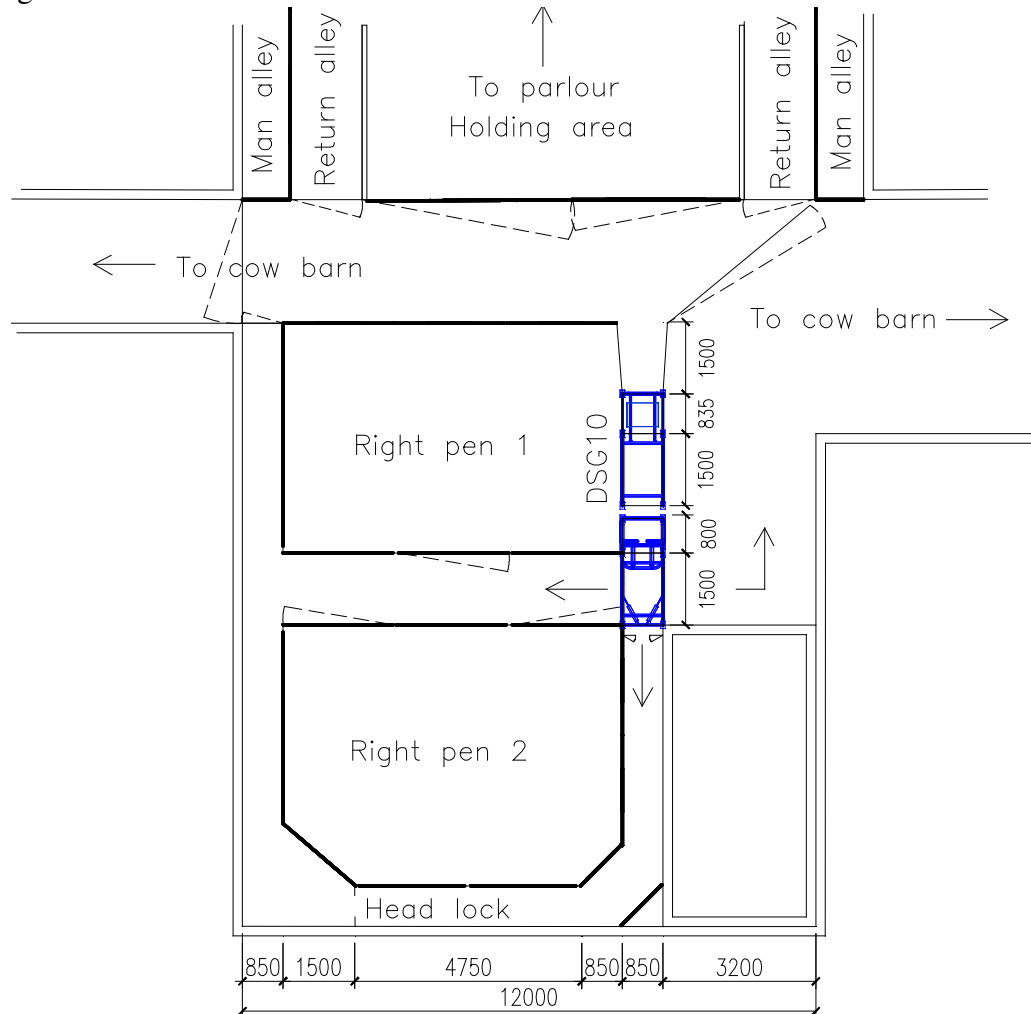 Man alley
Return alley
To parlour
Holding area
Return alley
Man alley
To cow barn
To cow barn
1500
835
1500
800
1500
Right pen 1
DSG10
Right pen 2
Head lock
850
1500
4750
850
850
3200
12000